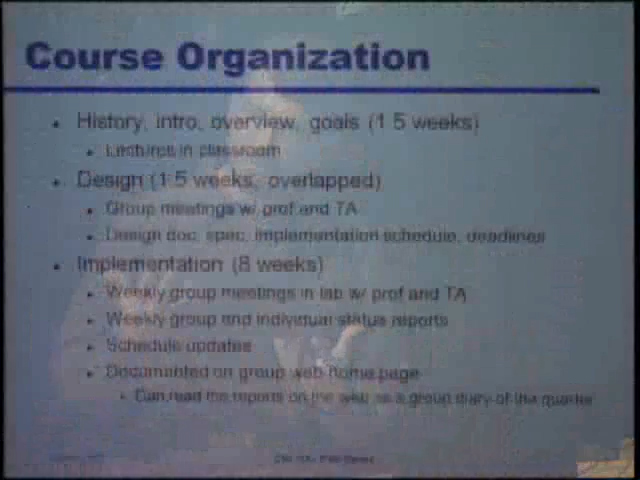 Course Organization
• History, intro, overview, goals (1.5 weeks)
• Lectures in classroom
• Design (1.5 weeks, overlapped)
• Group meetings w/ prof and TA
• Design doc, spec, implementation schedule, deadlines
• Implementation (8 weeks)
• Weekly group meetings in lab w/ prof and TA
• Weekly group and individual status reports
• Schedule updates
• Documented on group web home page
• Can read the reports on the web as a group diary of the quarter